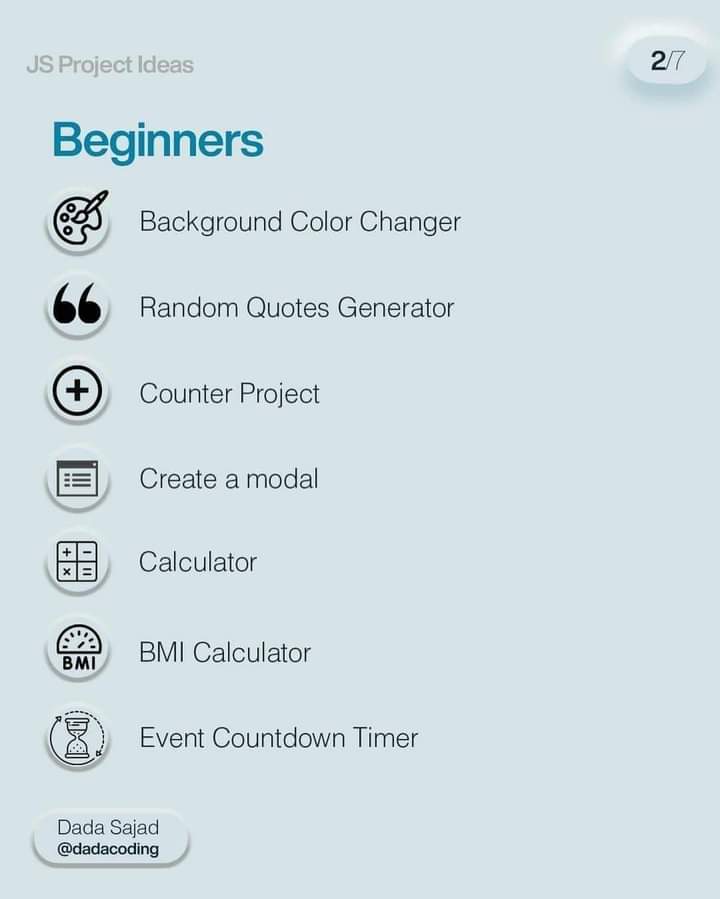 JS Project Ideas
2/7
Beginners
Background Color Changer
Random Quotes Generator
Counter Project
Create a modal
Calculator
BMI
BMI Calculator
Event Countdown Timer
Dada Sajad
@dadacoding